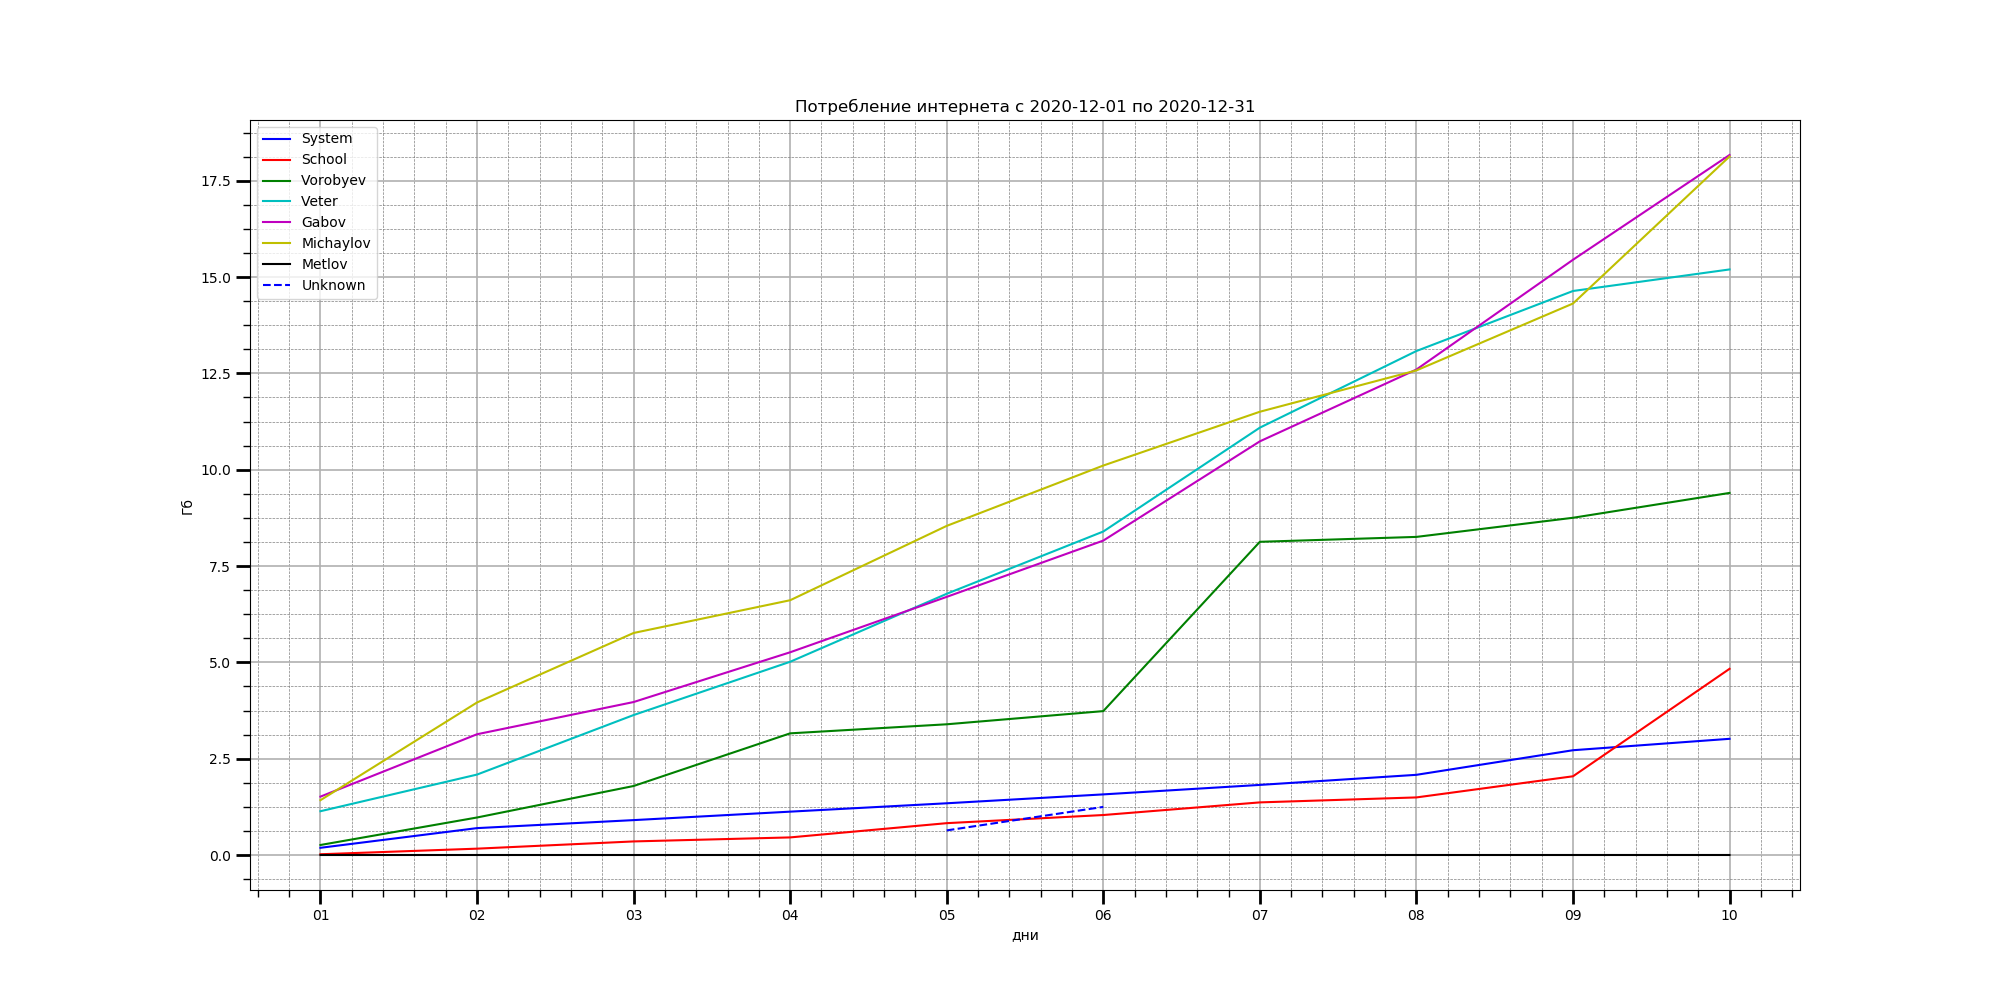 Потребление интернета с 2020-12-01 по 2020-12-31
System
School
Vorobyev
Veter
Gabov
Michaylov
Metlov
Unknown
17.5
15.0
12.5
10.0
7.5
5.0
2.5
0.0
Гб
01 02 03 04 05 06 07 08 09 10
дни